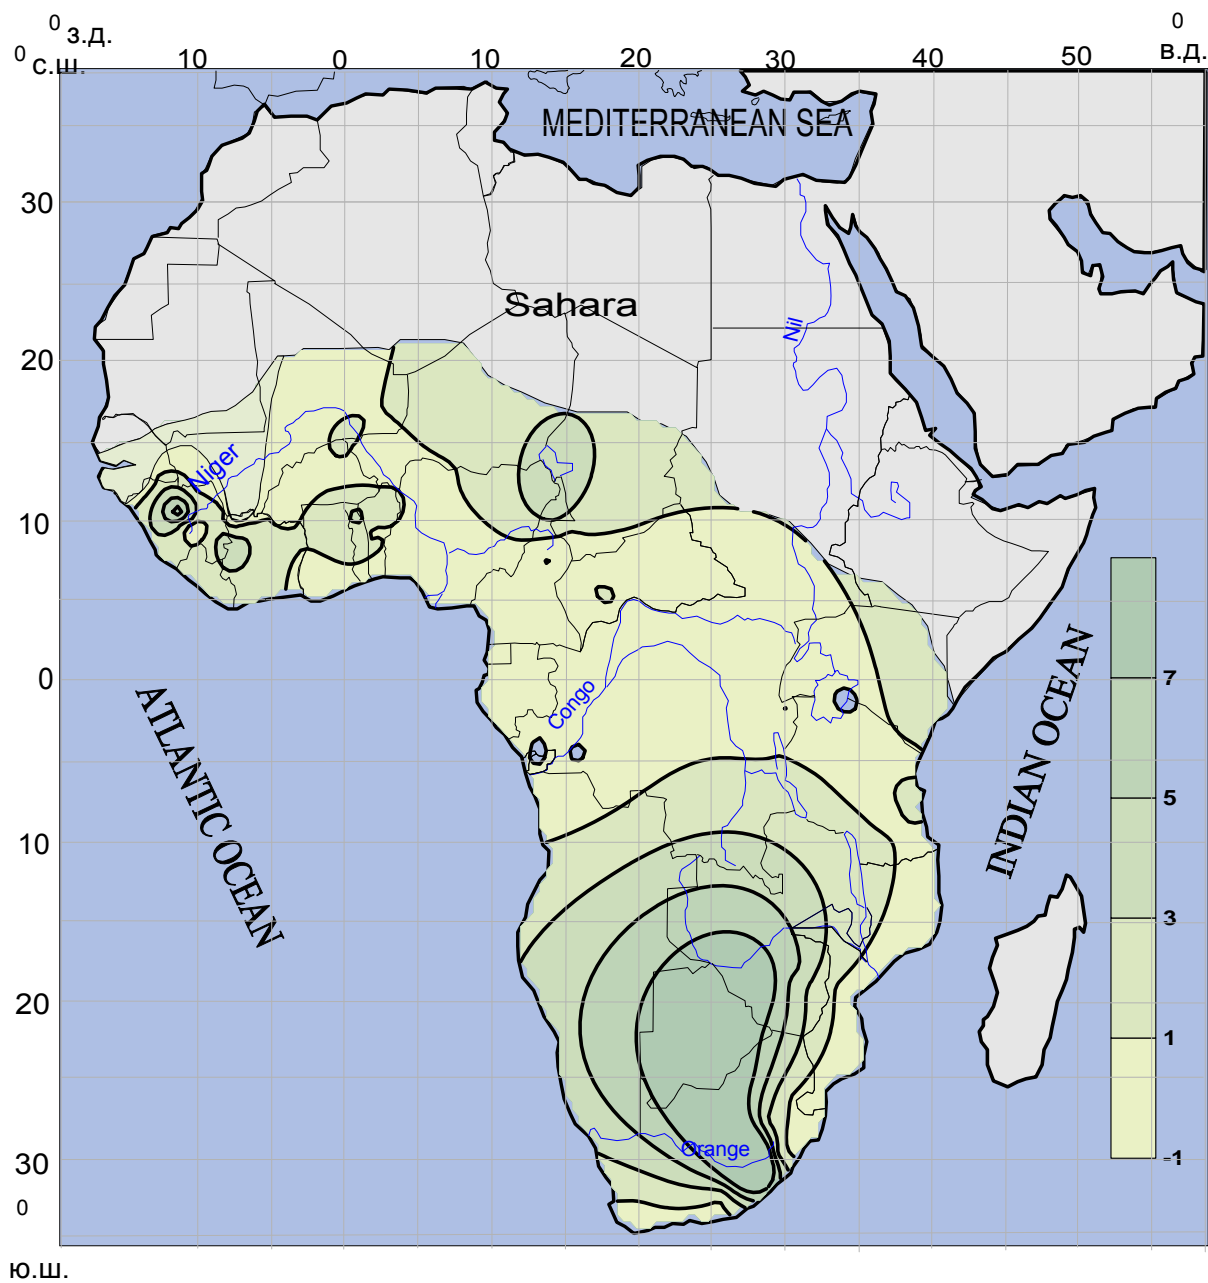 0 з.д.
0 в.д.
0 с.ш.
10 0 10 20 30 40 50
MEDITERRANEAN SEA
30
Sahara
Nil
20
Niger
10
7
0
Congo
ATLANTIC OCEAN
INDIAN OCEAN
5
10
3
20
1
Orange
30
-1
0
ю.ш.